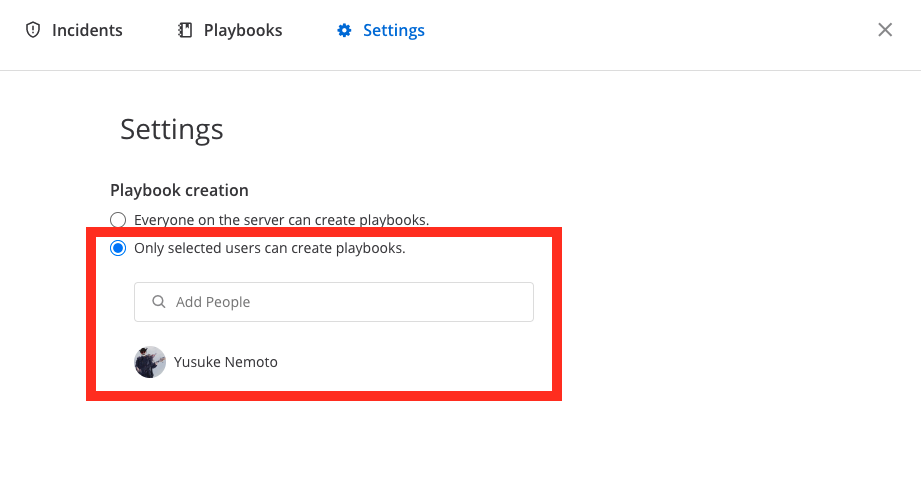 Incidents Playbooks Settings
Settings
Playbook creation
Everyone on the server can create playbooks.
Only selected users can create playbooks.
Add People
Yusuke Nemoto